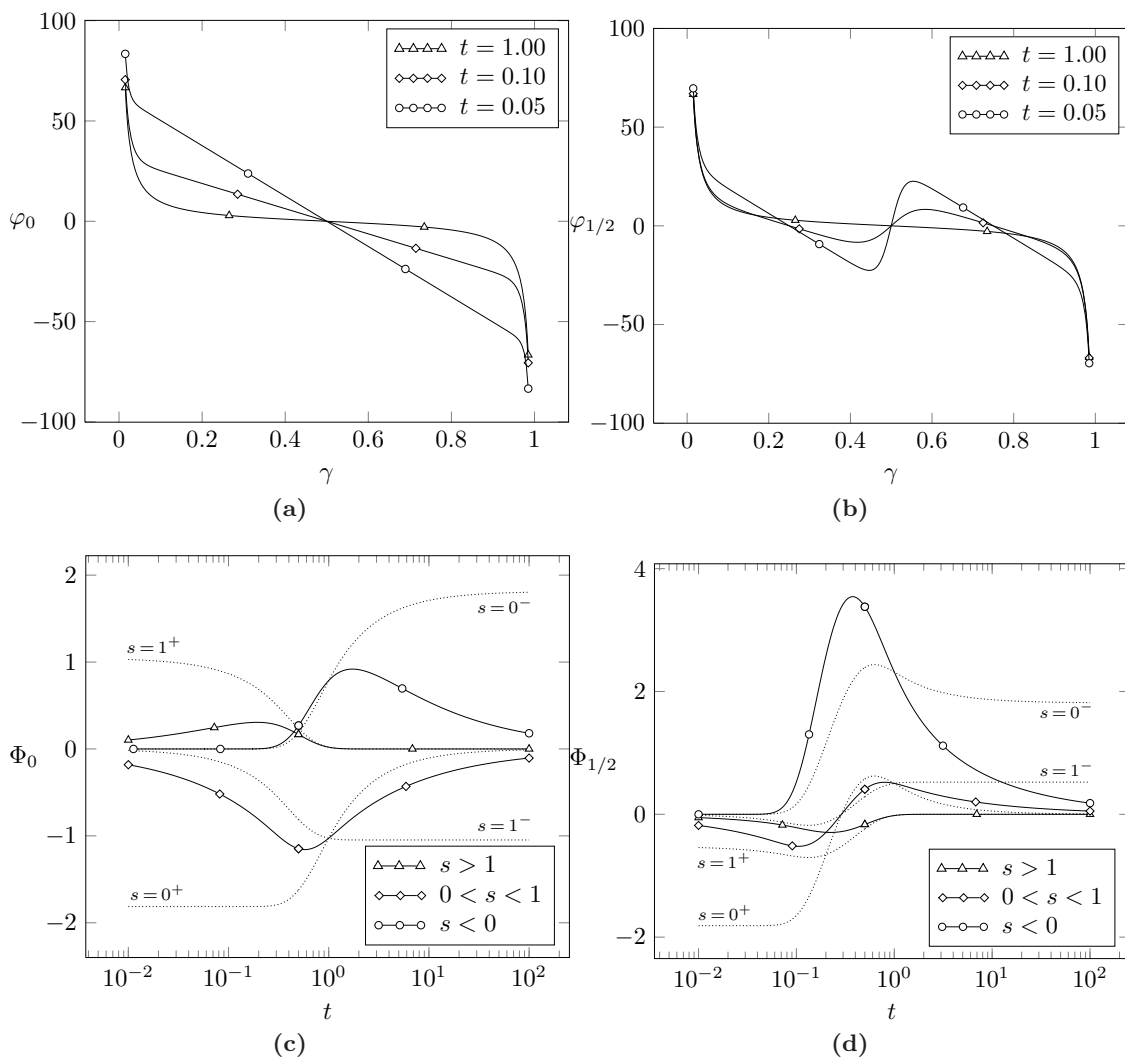 100
50
0
−50
−100
φ₀
0
0.2
0.4
0.6
0.8
1
γ
t = 1.00
t = 0.10
t = 0.05
(a)
100
50
0
−50
−100
φ₁/₂
0
0.2
0.4
0.6
0.8
1
γ
t = 1.00
t = 0.10
t = 0.05
(b)
2
1
0
−1
−2
Φ₀
s = 1⁺
s = 0⁻
s = 1⁻
s = 0⁺
s > 1
0 < s < 1
s < 0
10⁻²
10⁻¹
10⁰
10¹
10²
t
(c)
4
2
0
−2
Φ₁/₂
s = 0⁻
s = 1⁻
s = 1⁺
s = 0⁺
s > 1
0 < s < 1
s < 0
10⁻²
10⁻¹
10⁰
10¹
10²
t
(d)